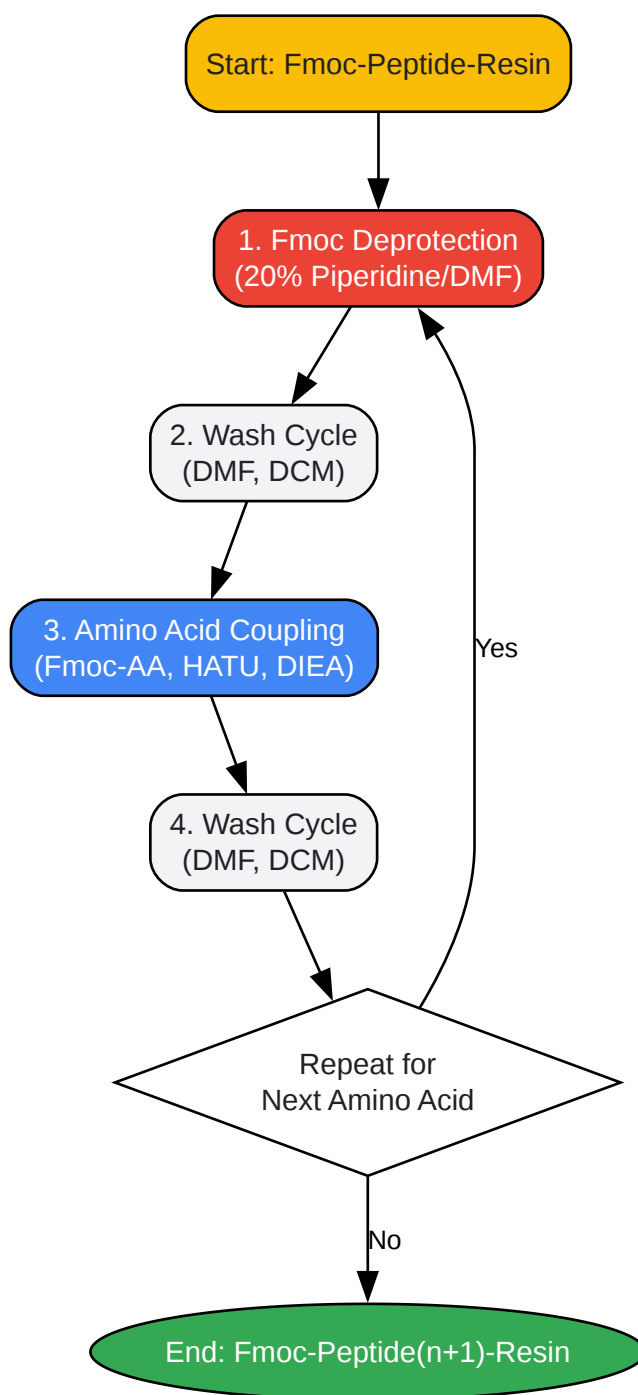 Start: Fmoc-Peptide-Resin
1. Fmoc Deprotection
(20% Piperidine/DMF)
2. Wash Cycle
(DMF, DCM)
3. Amino Acid Coupling
(Fmoc-AA, HATU, DIEA)
Yes
4. Wash Cycle
(DMF, DCM)
Repeat for
Next Amino Acid
No
End: Fmoc-Peptide(n+1)-Resin